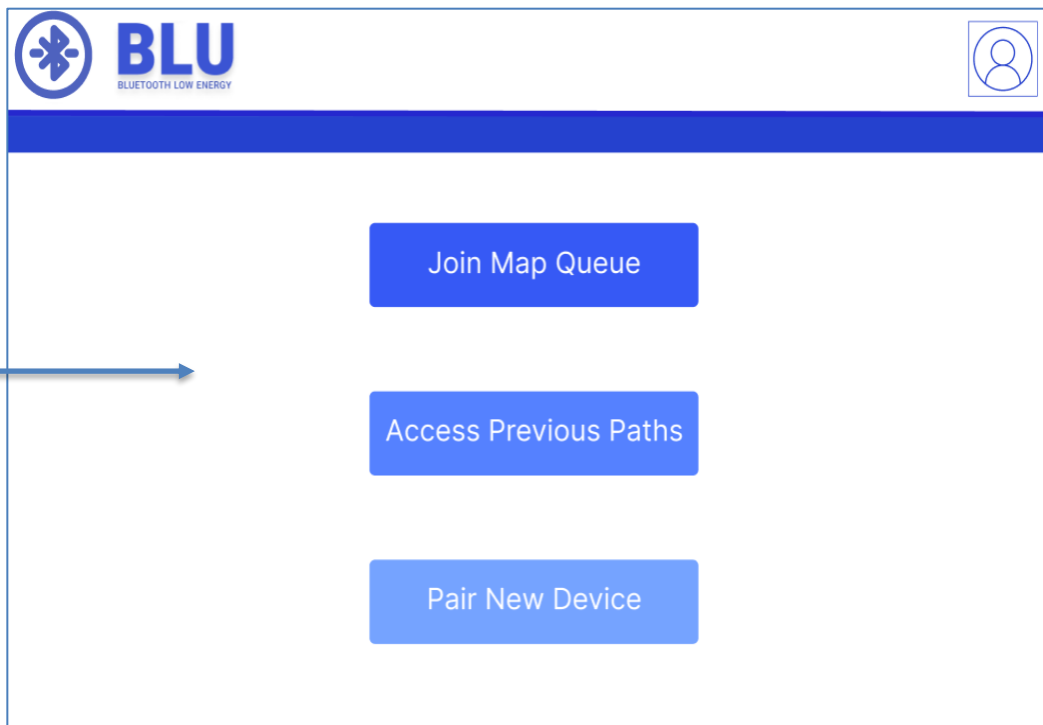 BLU
BLUETOOTH LOW ENERGY
Join Map Queue
Access Previous Paths
Pair New Device